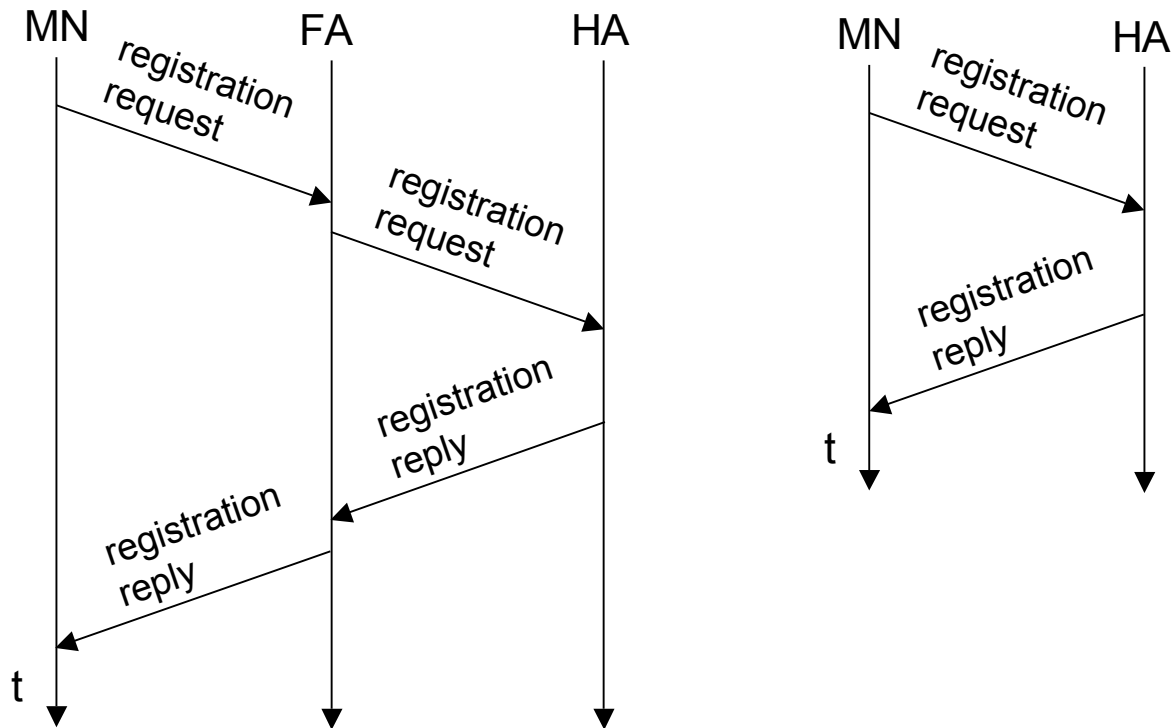 MN FA HA
registration
request
registration
request
registration
reply
registration
reply
t
MN HA
registration
request
registration
reply
t